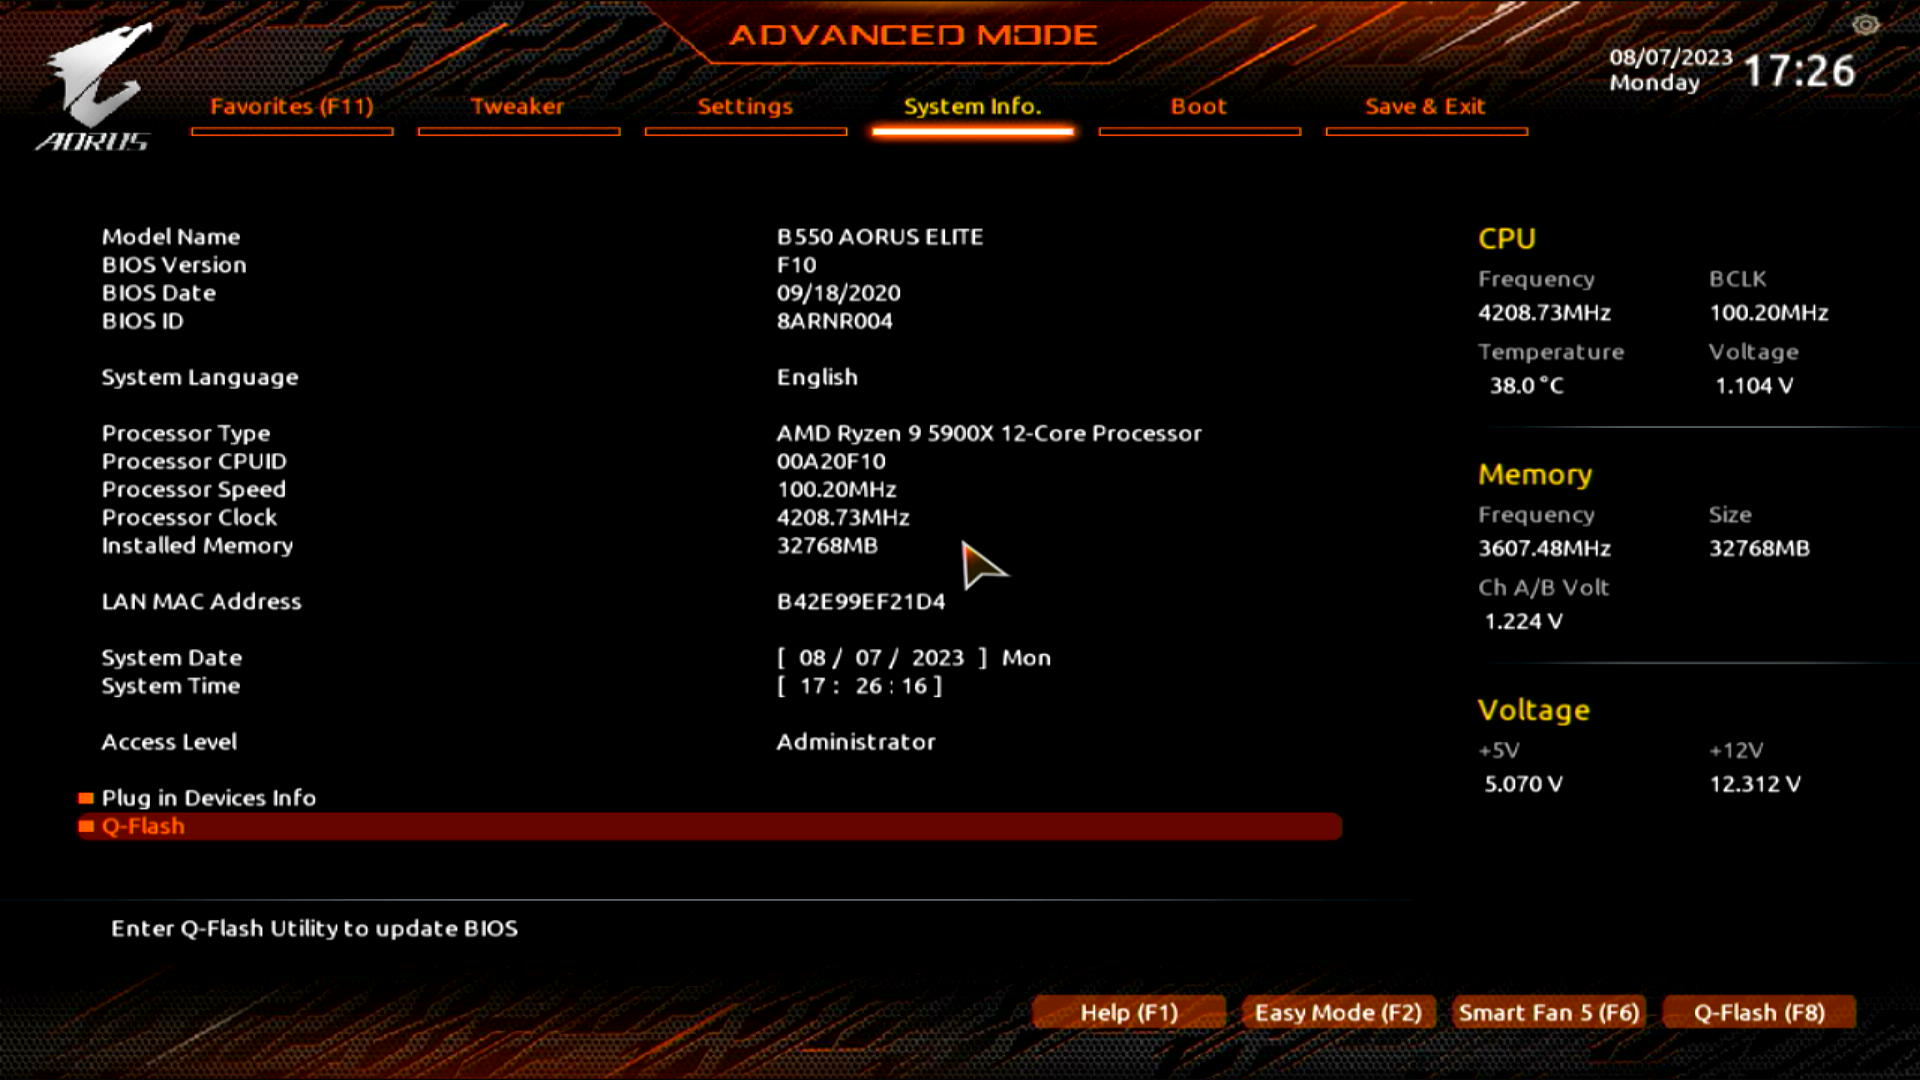 ADVANCED MODE
AORUS
08/07/2023
Monday
17:26
Favorites (F11)
Tweaker
Settings
System Info.
Boot
Save & Exit
Model Name B550 AORUS ELITE
BIOS Version F10
BIOS Date 09/18/2020
BIOS ID 8ARNR004
System Language English
Processor Type AMD Ryzen 9 5900X 12-Core Processor
Processor CPUID 00A20F10
Processor Speed 100.20MHz
Processor Clock 4208.73MHz
Installed Memory 32768MB
LAN MAC Address B42E99EF21D4
System Date [ 08 / 07 / 2023 ] Mon
System Time [ 17 : 26 : 16 ]
Access Level Administrator
Plug in Devices Info
Q-Flash
CPU
Frequency BCLK
4208.73MHz 100.20MHz
Temperature Voltage
38.0 °C 1.104 V
Memory
Frequency Size
3607.48MHz 32768MB
Ch A/B Volt
1.224 V
Voltage
+5V +12V
5.070 V 12.312 V
Enter Q-Flash Utility to update BIOS
Help (F1)
Easy Mode (F2)
Smart Fan 5 (F6)
Q-Flash (F8)